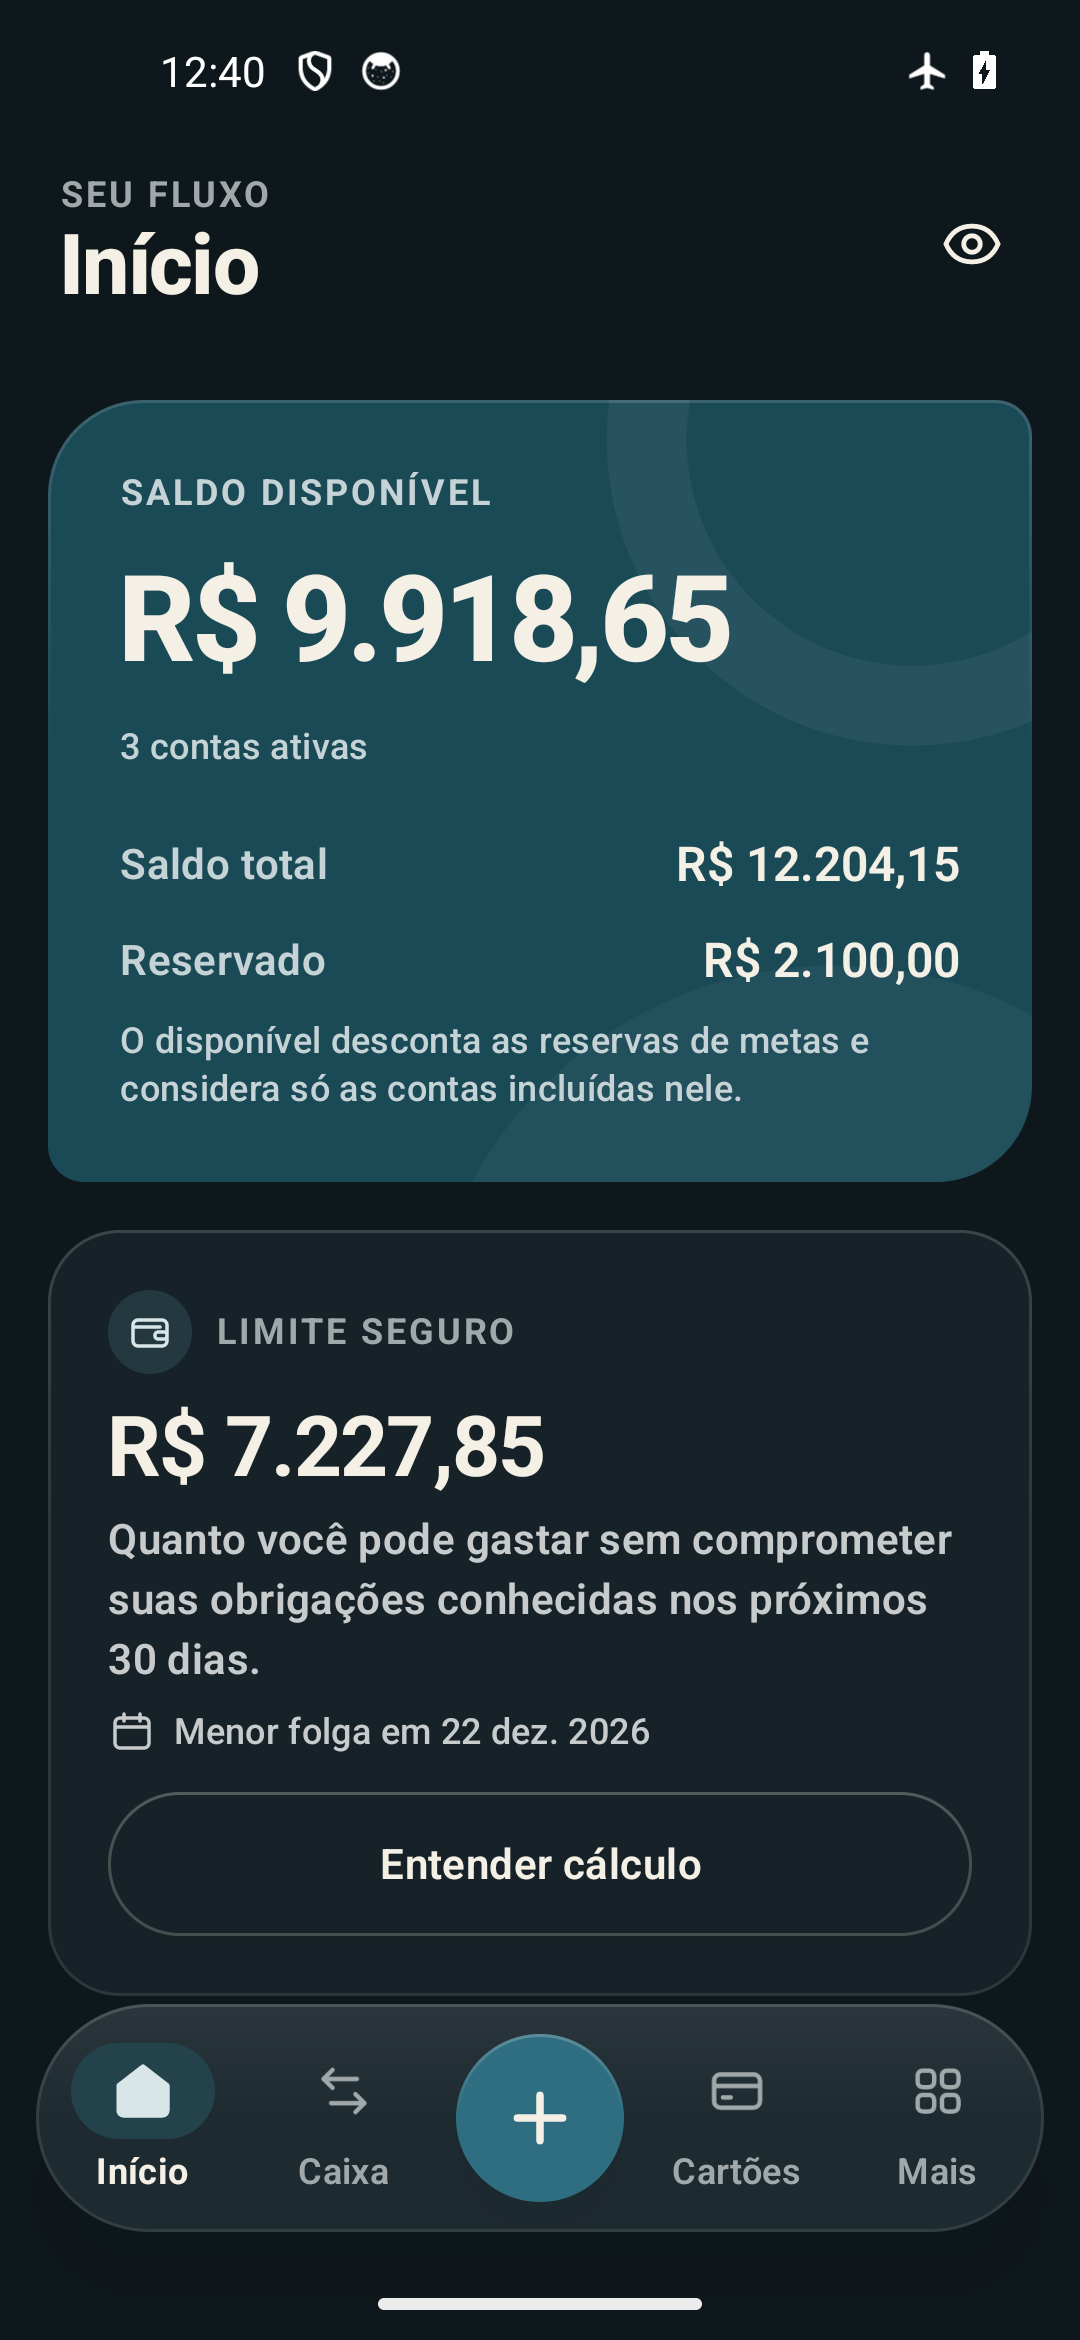 12:40
SEU FLUXO
Início
SALDO DISPONÍVEL
R$ 9.918,65
3 contas ativas
Saldo total R$ 12.204,15
Reservado R$ 2.100,00
O disponível desconta as reservas de metas e
considera só as contas incluídas nele.
LIMITE SEGURO
R$ 7.227,85
Quanto você pode gastar sem comprometer
suas obrigações conhecidas nos próximos
30 dias.
Menor folga em 22 dez. 2026
Entender cálculo
Início Caixa Cartões Mais